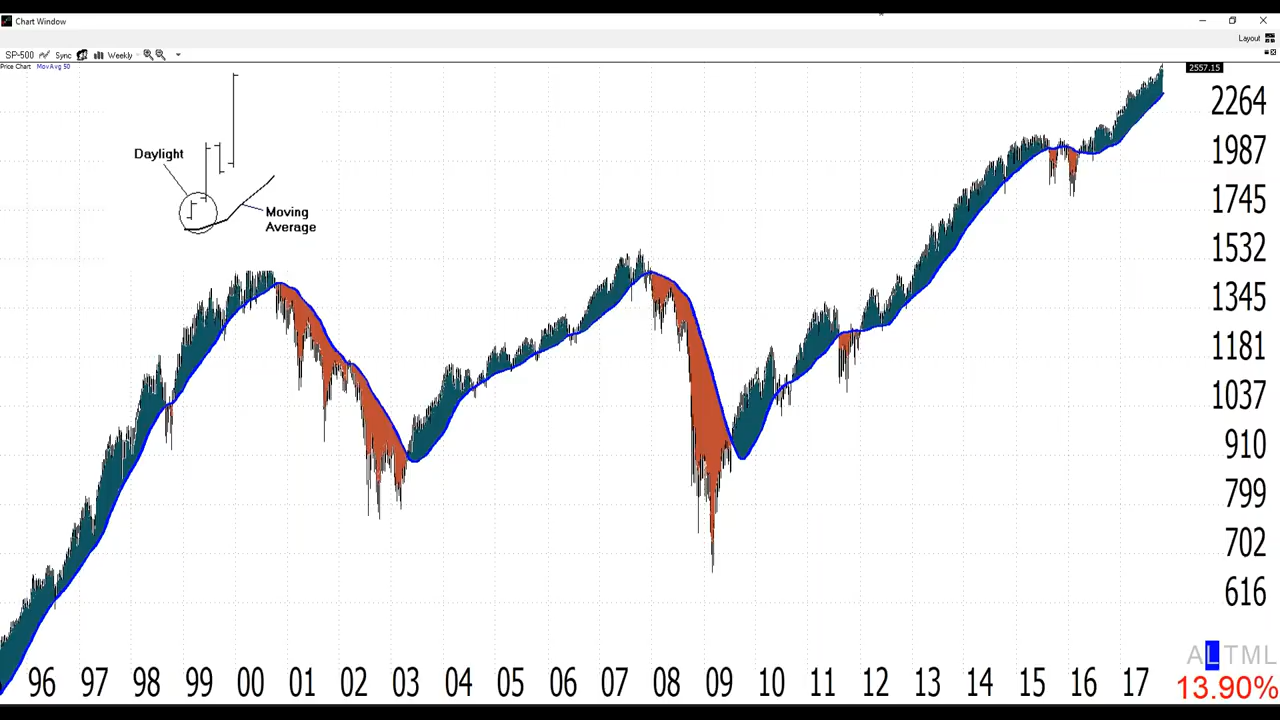 Chart Window
Layout
SP-500 Sync Weekly
Price Chart MovAvg 50
2557.15
Daylight
Moving
Average
2264
1987
1745
1532
1345
1181
1037
910
799
702
616
ALTML
96 97 98 99 00 01 02 03 04 05 06 07 08 09 10 11 12 13 14 15 16 17
13.90%